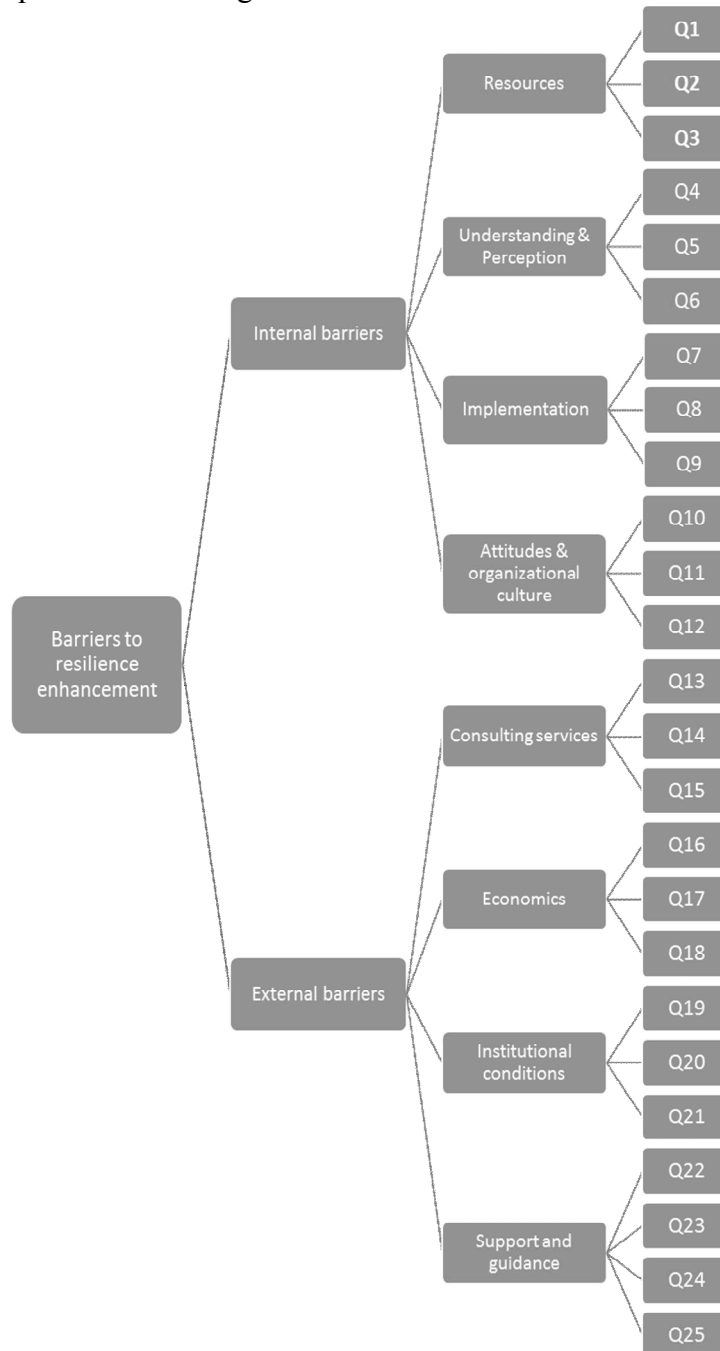 Q1
Resources
Q2
Q3
Q4
Understanding &
Perception
Q5
Q6
Internal barriers
Q7
Implementation
Q8
Q9
Q10
Attitudes &
organizational
culture
Q11
Q12
Barriers to
resilience
enhancement
Q13
Consulting services
Q14
Q15
Q16
Economics
Q17
Q18
External barriers
Q19
Institutional
conditions
Q20
Q21
Q22
Support and
guidance
Q23
Q24
Q25